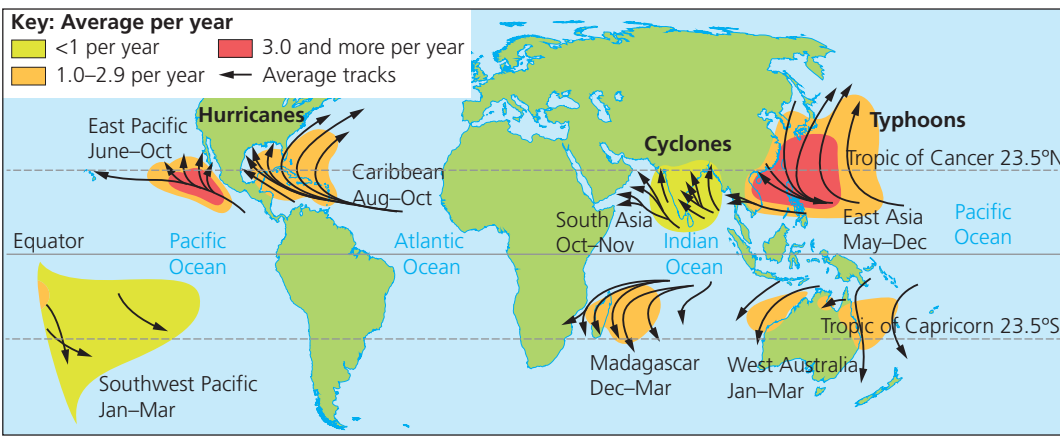 Key: Average per year
<1 per year
3.0 and more per year
1.0–2.9 per year
Average tracks
Hurricanes
East Pacific
June–Oct
Caribbean
Aug–Oct
Cyclones
South Asia
Oct–Nov
Typhoons
Tropic of Cancer 23.5ºN
East Asia
May–Dec
Pacific
Ocean
Equator
Pacific
Ocean
Atlantic
Ocean
Indian
Ocean
Tropic of Capricorn 23.5ºS
Southwest Pacific
Jan–Mar
Madagascar
Dec–Mar
West Australia
Jan–Mar